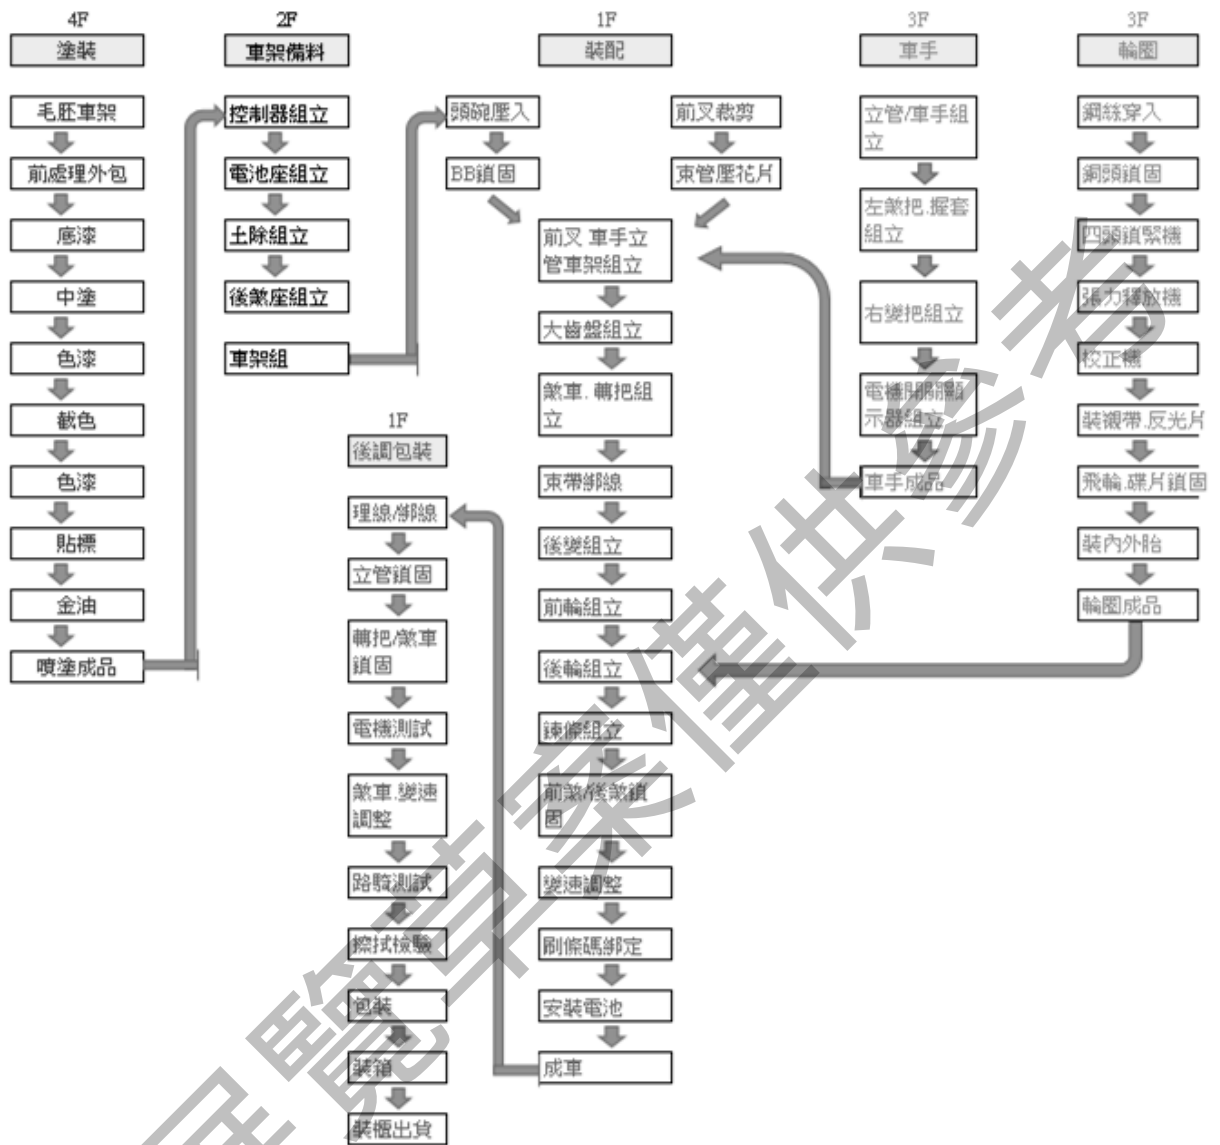 4F
塗裝
毛胚車架
前處理外包
底漆
中塗
色漆
截色
色漆
貼標
金油
噴塗成品
2F
車架備料
控制器組立
電池座組立
土除組立
後煞座組立
車架組
1F
裝配
頭碗壓入
BB鎖固
前叉裁剪
束管壓花片
前叉 車手立
管車架組立
大齒盤組立
煞車. 轉把組
立
束帶綁線
後變組立
前輪組立
後輪組立
鍊條組立
前煞/後煞鎖
固
變速調整
刷條碼綁定
安裝電池
成車
1F
後調包裝
理線/綁線
立管鎖固
轉把/煞車
鎖固
電機測試
煞車.變速
調整
路騎測試
擦拭檢驗
包裝
裝箱
裝櫃出貨
3F
車手
立管/車手組
立
左煞把.握套
組立
右變把組立
電機開關顯
示器組立
車手成品
3F
輪圈
鋼絲穿入
銅頭鎖固
四頭鎖緊機
張力釋放機
校正機
裝襯帶.反光片
飛輪.碟片鎖固
裝內外胎
輪圈成品
展覽草案僅供參考